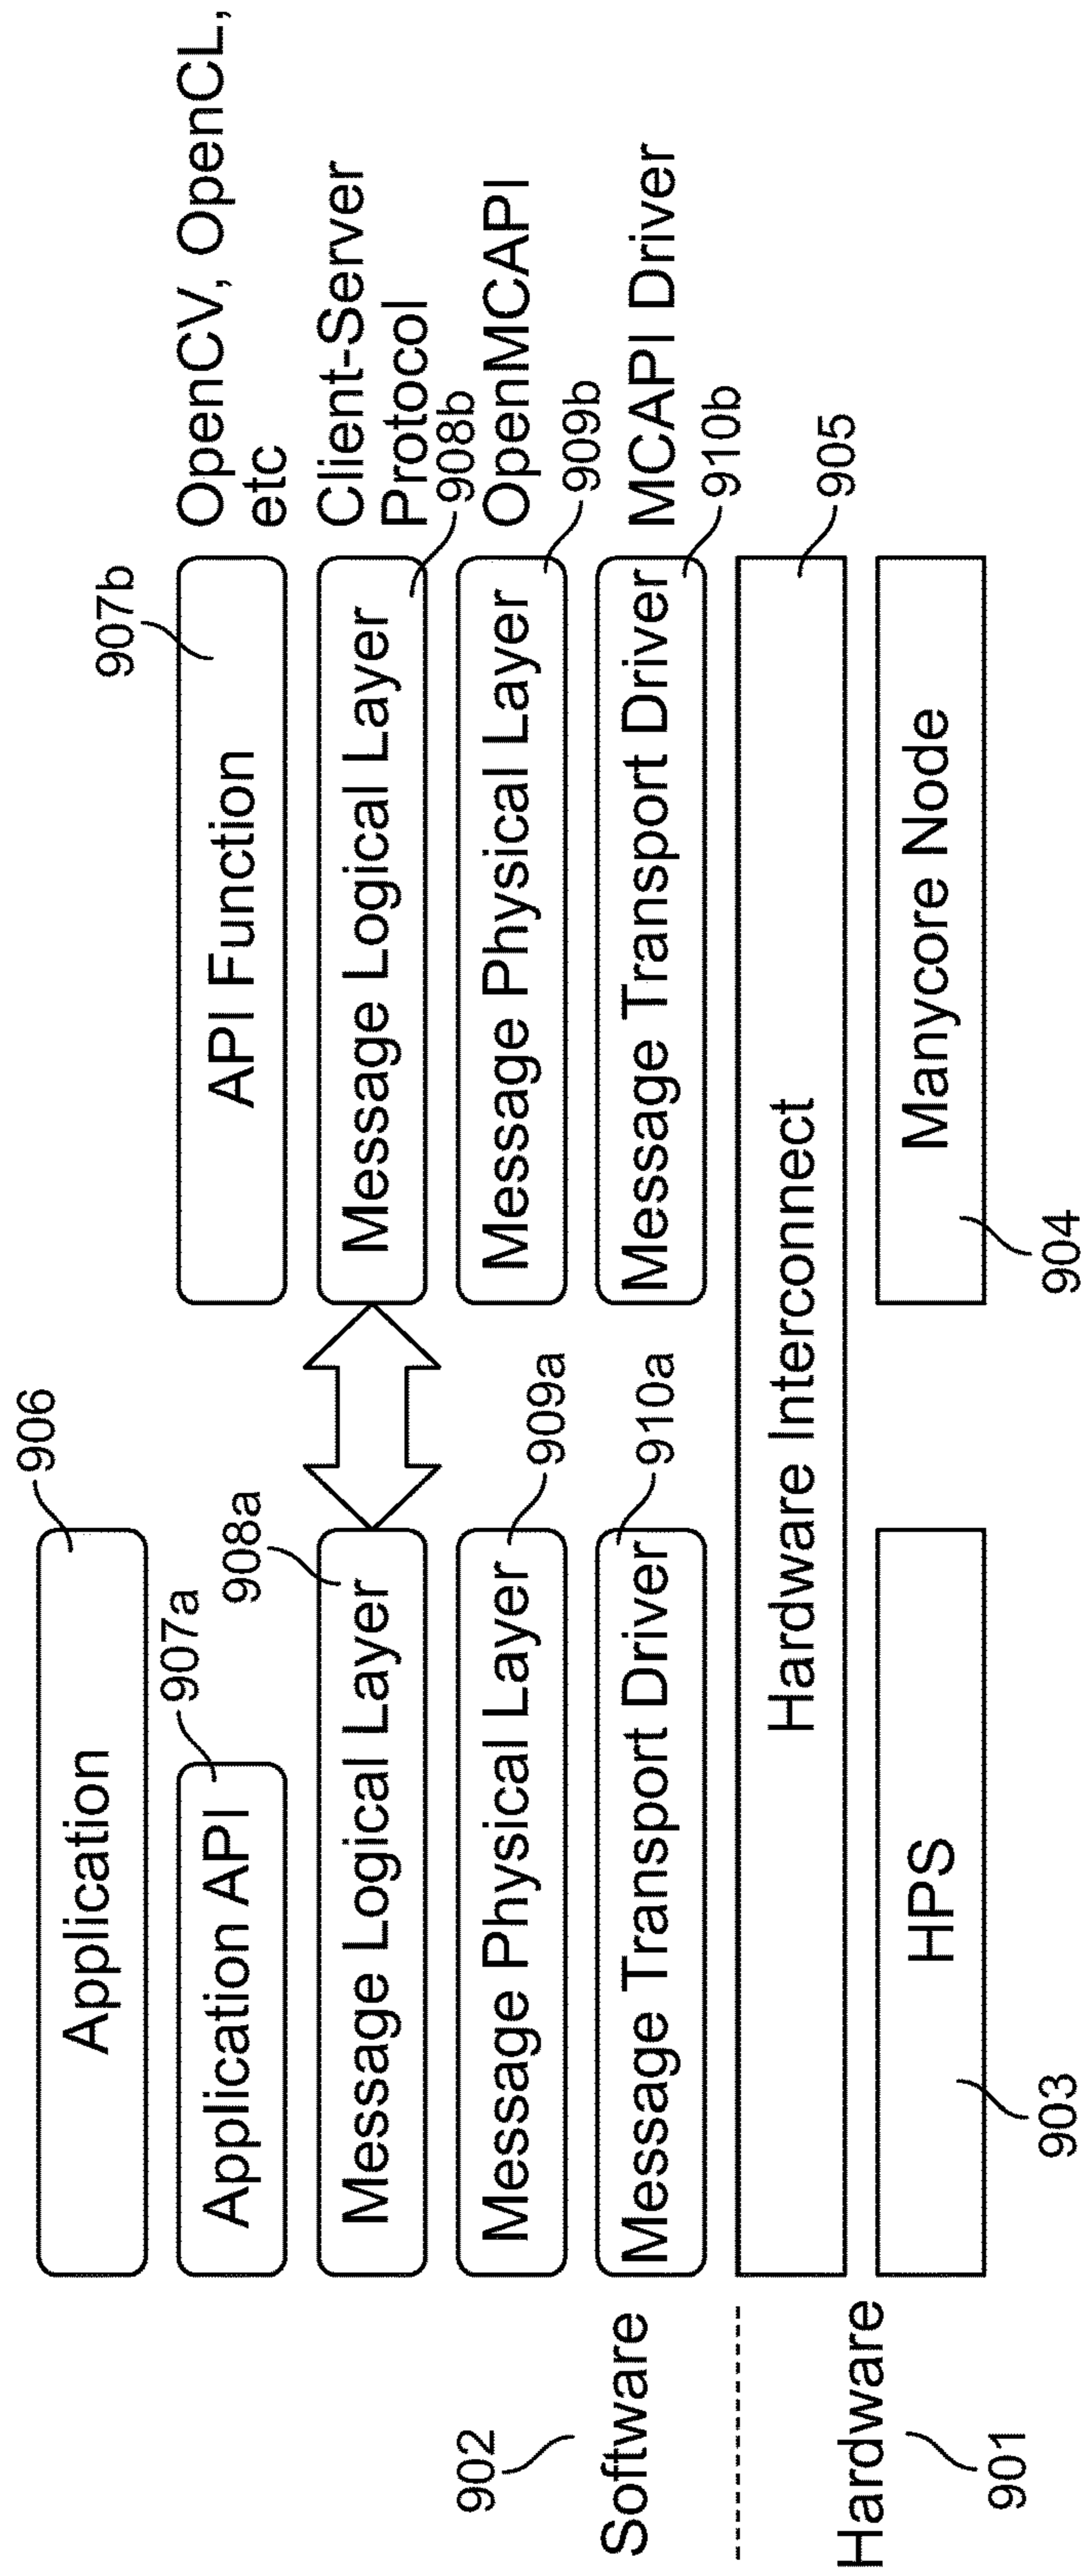 906
Application
907a
907b
Application API
API Function
OpenCV, OpenCL,
etc
908a
Message Logical Layer
Message Logical Layer
Client-Server
Protocol
908b
Message Physical Layer
909a
Message Physical Layer
OpenMCAPI
909b
902
Software
Message Transport Driver
910a
Message Transport Driver
MCAPI Driver
910b
Hardware Interconnect
905
Hardware
901
HPS
903
Manycore Node
904